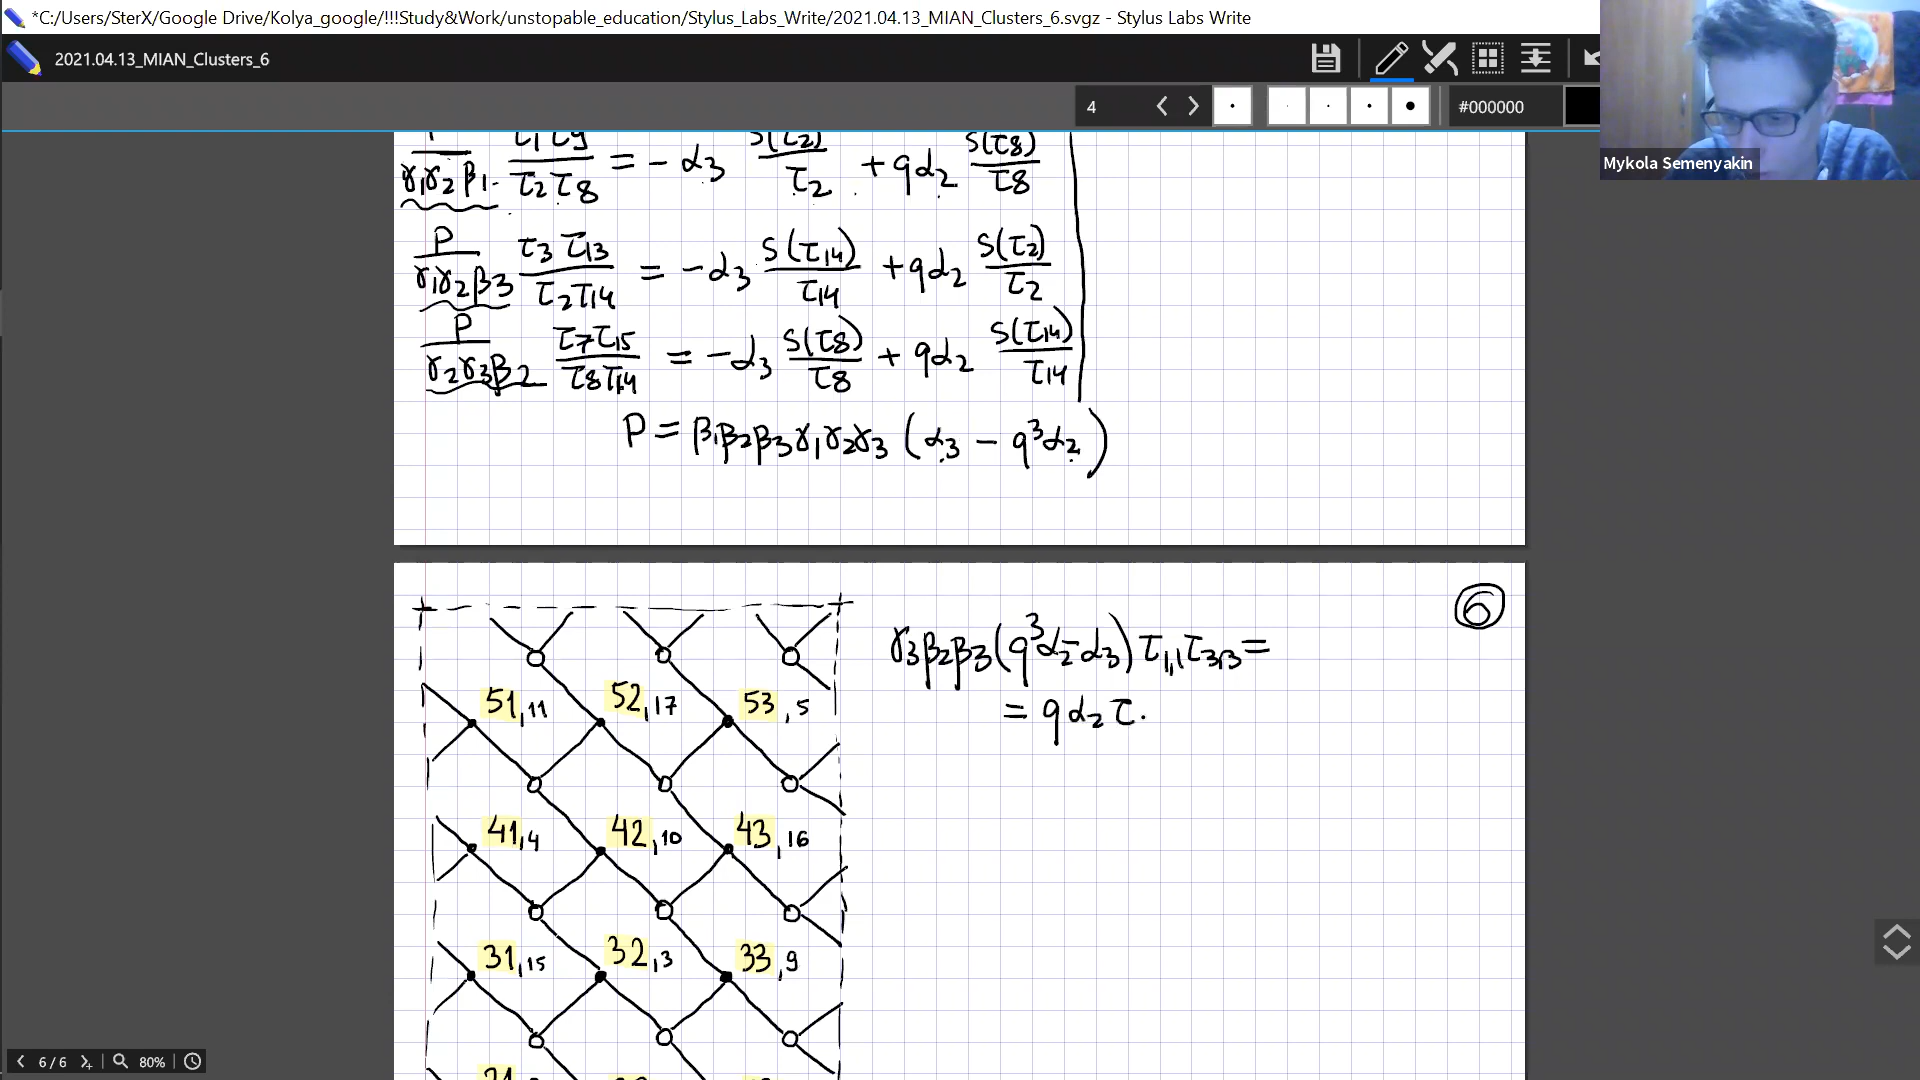 *C:/Users/SterX/Google Drive/Kolya_google/!!!Study&Work/unstopable_education/Stylus_Labs_Write/2021.04.13_MIAN_Clusters_6.svgz - Stylus Labs Write
2021.04.13_MIAN_Clusters_6
4
#000000
Mykola Semenyakin
γ₁γ₂β₁ τ₂τ₈ = - α₃ s(τ₂)/τ₂ + qα₂ s(τ₈)/τ₈
P/γ₁γ₂β₃ τ₃τ₁₃/τ₂τ₁₄ = -α₃ s(τ₁₄)/τ₁₄ + qα₂ s(τ₂)/τ₂
P/γ₂γ₃β₂ τ₇τ₁₅/τ₈τ₁₄ = -α₃ s(τ₈)/τ₈ + qα₂ s(τ₁₄)/τ₁₄
P = β₁β₂β₃γ₁γ₂γ₃ (α₃ - q³α₂)
6
γ₃β₂β₃(q³α₂-α₃)τ₁,₁τ₃,₃=
= qα₂τ.
51,11 52,17 53,5
41,4 42,10 43,16
31,15 32,3 33,9
6/6 80%